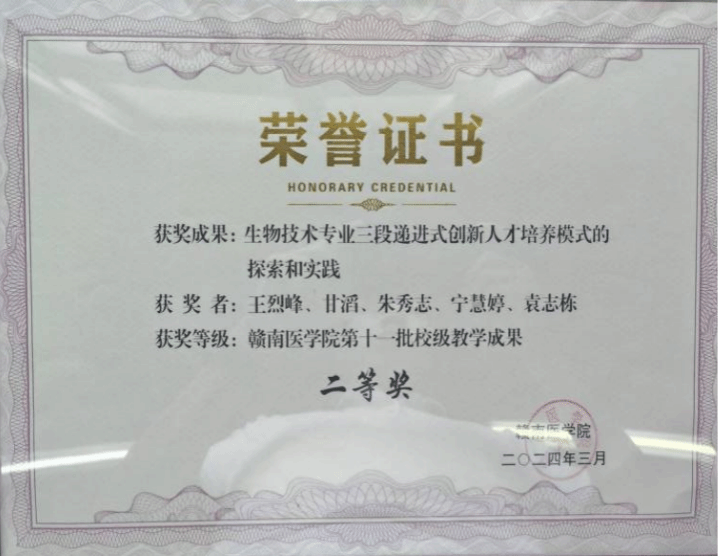 荣誉证书
HONORARY CREDENTIAL
获奖成果：生物技术专业三段递进式创新人才培养模式的
探索和实践
获 奖 者：王烈峰、甘滔、朱秀志、宁慧婷、袁志栋
获奖等级：赣南医学院第十一批校级教学成果
二等奖
赣南医学院
二〇二四年三月